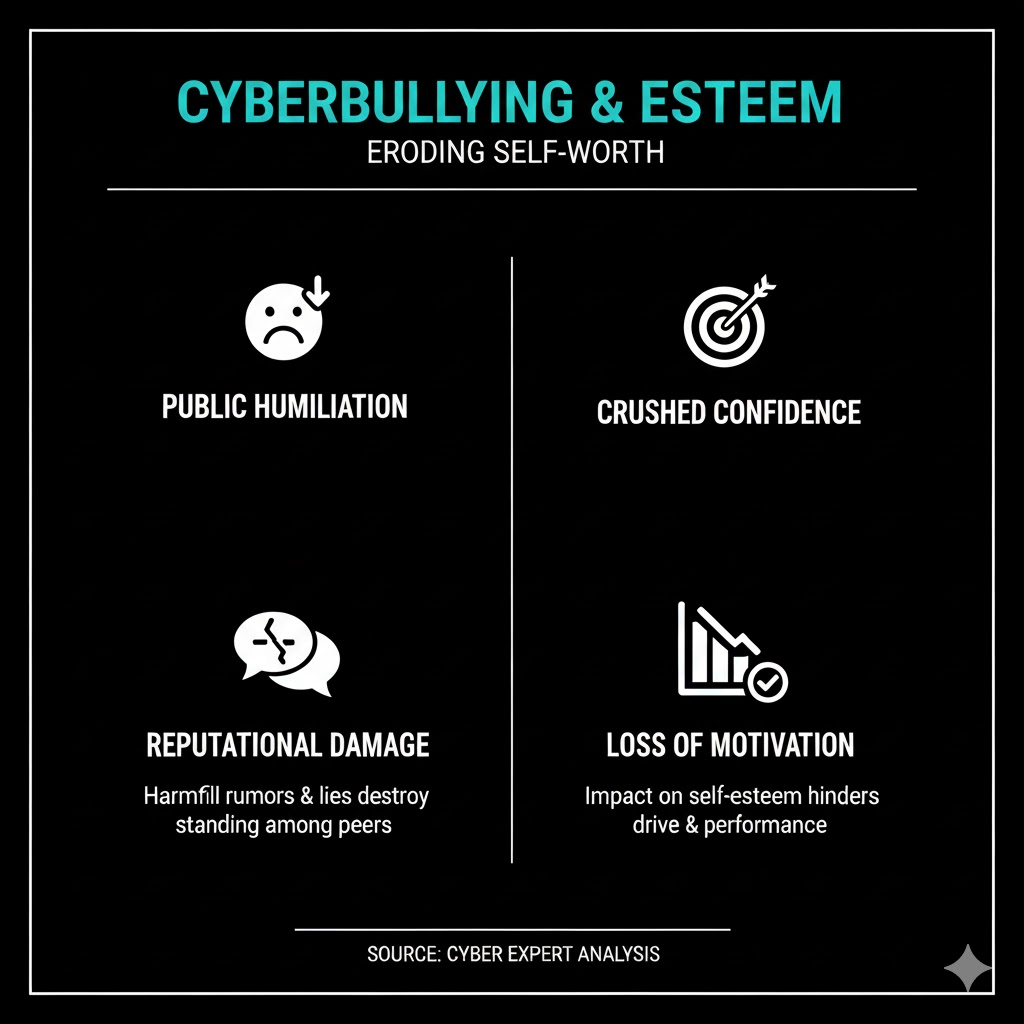 CYBERBULLYING & ESTEEM
ERODING SELF-WORTH
PUBLIC HUMILIATION
CRUSHED CONFIDENCE
REPUTATIONAL DAMAGE
Harmfill rumors & lies destroy
standing among peers
LOSS OF MOTIVATION
Impact on self-esteem hinders
drive & performance
SOURCE: CYBER EXPERT ANALYSIS